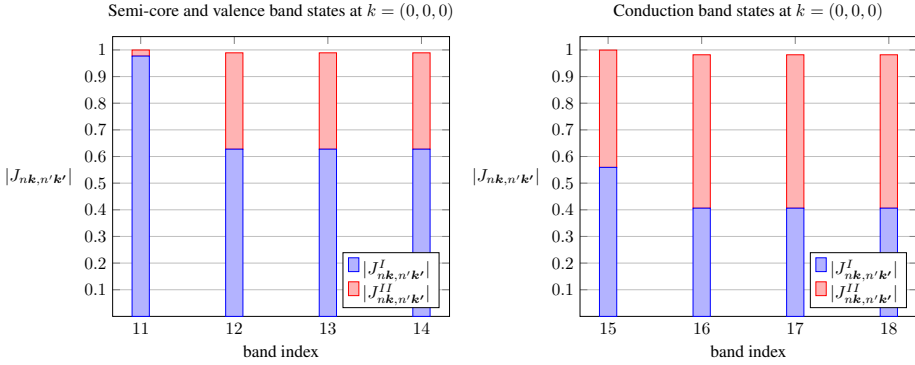 Semi-core and valence band states at k = (0, 0, 0)
1
0.9
0.8
0.7
0.6
0.5
0.4
0.3
0.2
0.1
|J_{n𝒌,n′𝒌′}|
|J^{I}_{n𝒌,n′𝒌′}|
|J^{II}_{n𝒌,n′𝒌′}|
11 12 13 14
band index
Conduction band states at k = (0, 0, 0)
1
0.9
0.8
0.7
0.6
0.5
0.4
0.3
0.2
0.1
|J_{n𝒌,n′𝒌′}|
|J^{I}_{n𝒌,n′𝒌′}|
|J^{II}_{n𝒌,n′𝒌′}|
15 16 17 18
band index